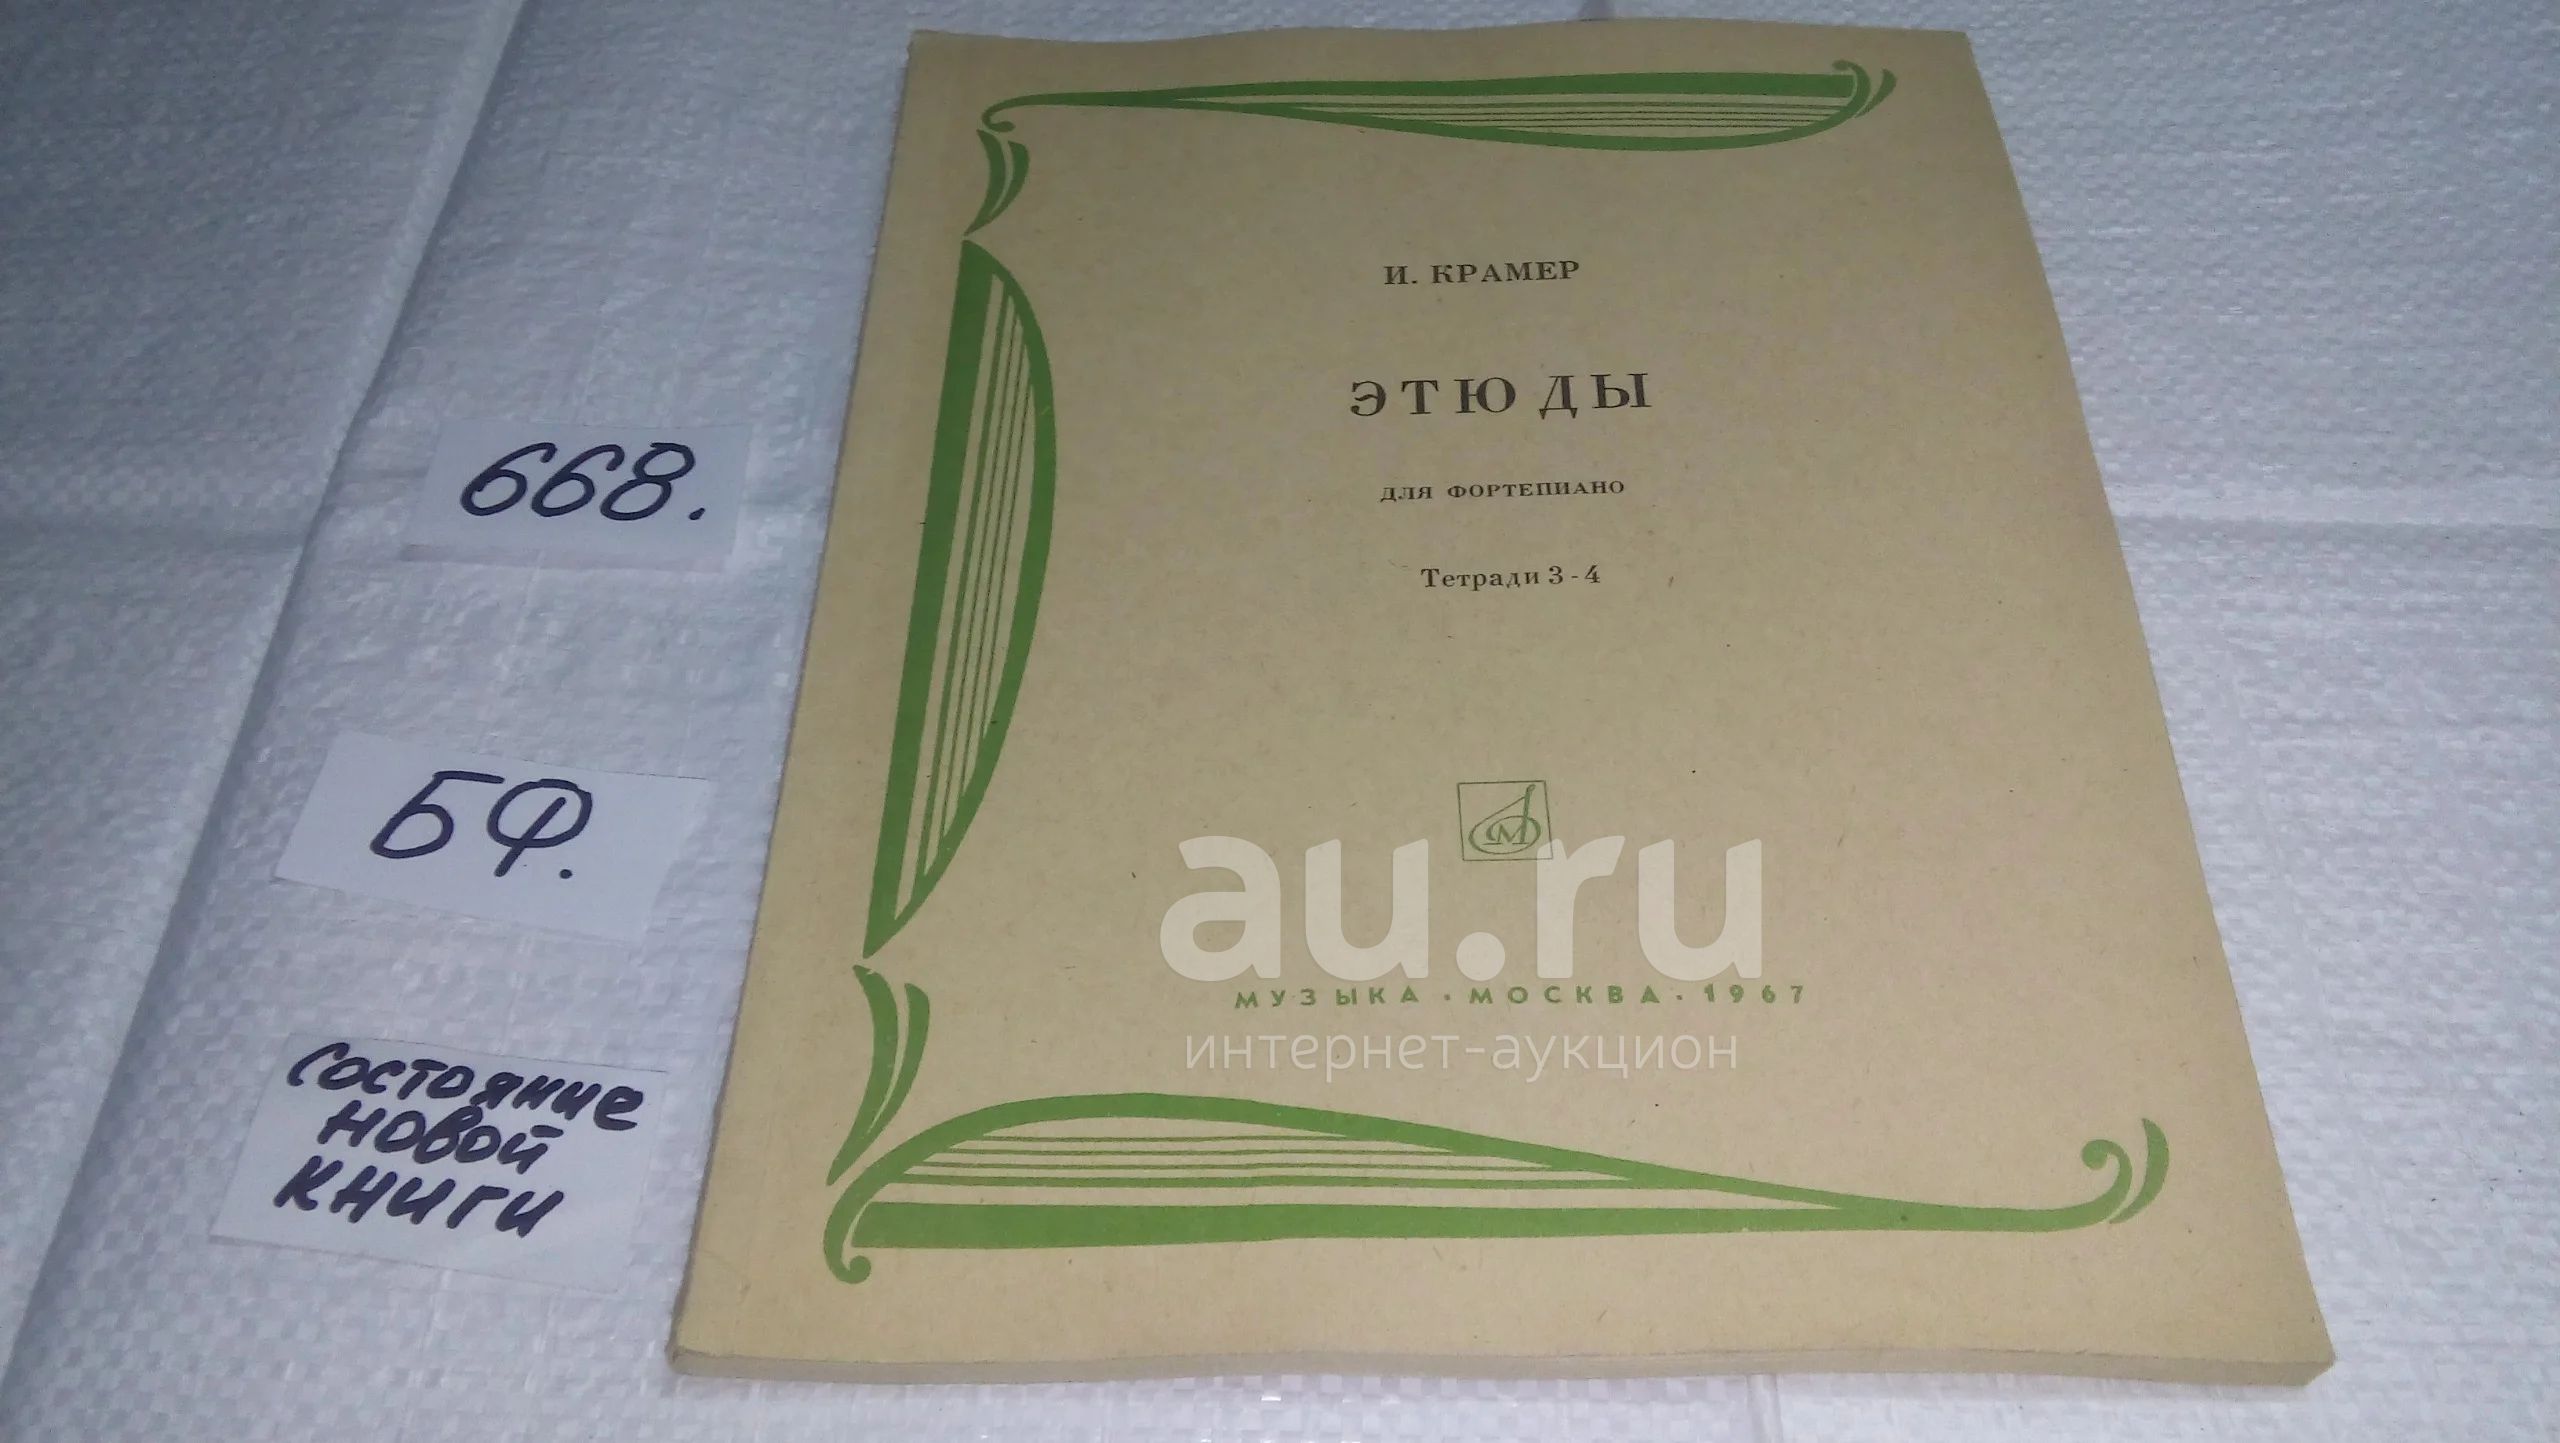 668.
БФ.
Состояние
новой
книги
И. КРАМЕР
ЭТЮДЫ
ДЛЯ ФОРТЕПИАНО
Тетради 3-4
М
au.ru
МУЗЫКА · МОСКВА · 1967
интернет-аукцион